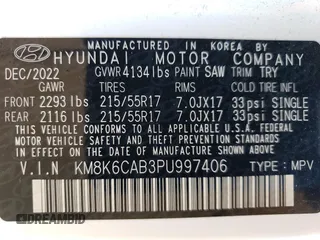 MANUFACTURED IN KOREA BY
HYUNDAI MOTOR COMPANY
DEC/2022 GVWR 4134 lbs PAINT SAW TRIM TRY
GAWR TIRES RIMS COLD TIRE INFL
FRONT 2293 lbs 215/55R17 7.0JX17 33psi SINGLE
REAR 2116 lbs 215/55R17 7.0JX17 33psi SINGLE
THIS VEHICLE CONFORMS TO ALL APPLICABLE FEDERAL MOTOR
VEHICLE SAFETY, BUMPER, AND THEFT PREVENTION STANDARDS
IN EFFECT ON THE DATE OF MANUFACTURE SHOWN ABOVE.
V.I.N KM8K6CAB3PU997406 TYPE: MPV
AUTOBIDMD